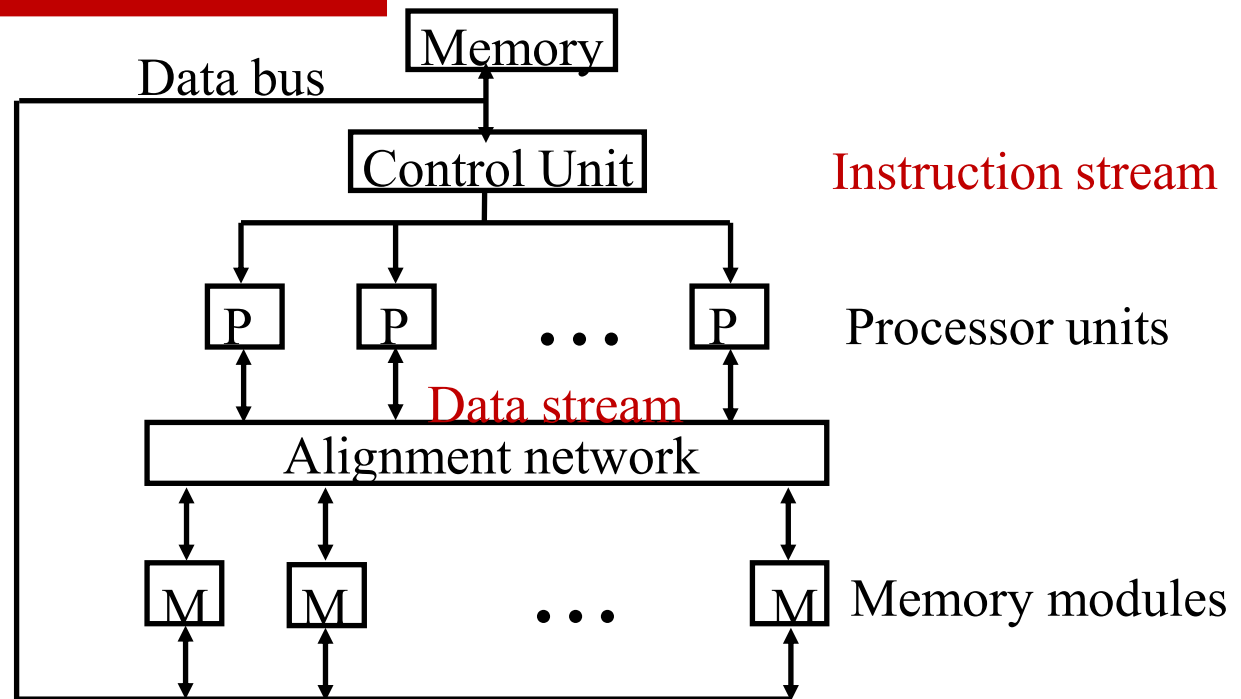 Memory
Data bus
Control Unit
Instruction stream
P P ... P Processor units
Data stream
Alignment network
M M ... M Memory modules